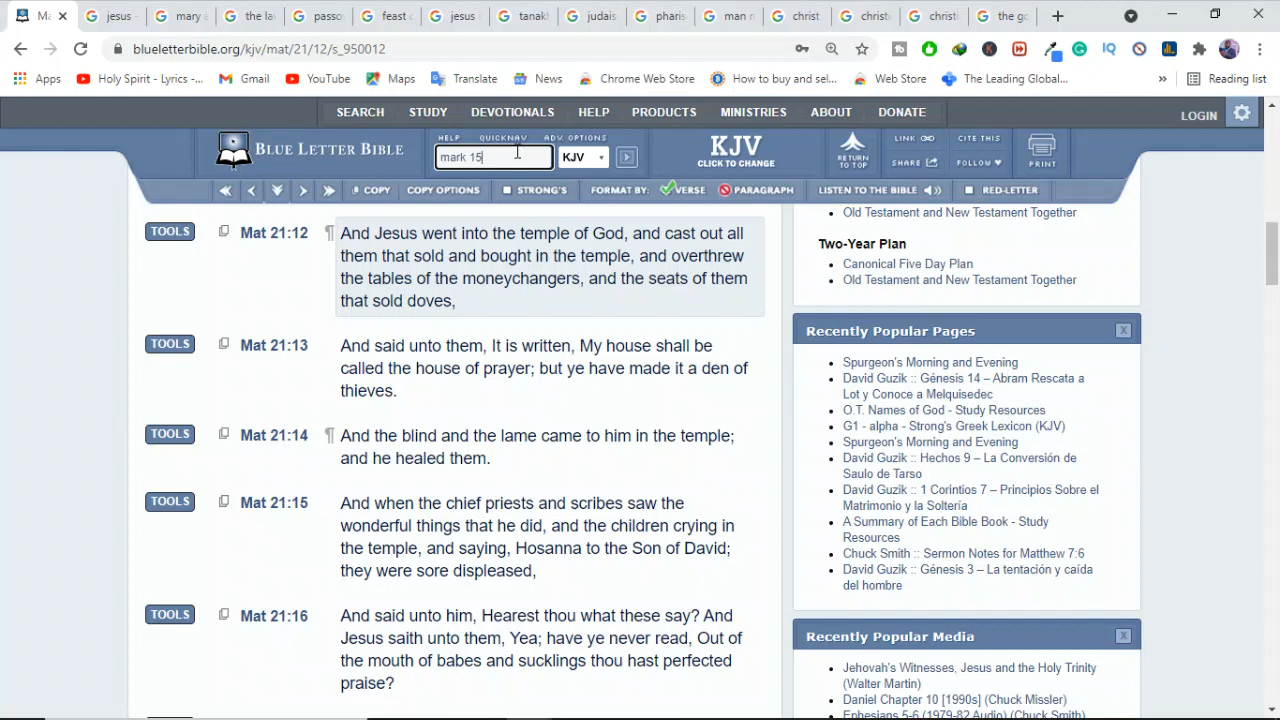 Ma
jesus -
mary a
the la
passo
feast c
jesus i
tanakh
judais
pharis
man n
christ
christi
christi
the go
blueletterbible.org/kjv/mat/21/12/s_950012
Apps
Holy Spirit - Lyrics -...
Gmail
YouTube
Maps
Translate
News
Chrome Web Store
How to buy and sel...
Web Store
The Leading Global...
»
Reading list
SEARCH
STUDY
DEVOTIONALS
HELP
PRODUCTS
MINISTRIES
ABOUT
DONATE
LOGIN
BLUE LETTER BIBLE
HELP
QUICKNAV
ADV. OPTIONS
mark 15
KJV
KJV
CLICK TO CHANGE
RETURN
TO TOP
LINK
CITE THIS
SHARE
FOLLOW
PRINT
COPY
COPY OPTIONS
STRONG'S
FORMAT BY:
VERSE
PARAGRAPH
LISTEN TO THE BIBLE
RED-LETTER
TOOLS
Mat 21:12
¶ And Jesus went into the temple of God, and cast out all
them that sold and bought in the temple, and overthrew
the tables of the moneychangers, and the seats of them
that sold doves,
TOOLS
Mat 21:13
And said unto them, It is written, My house shall be
called the house of prayer; but ye have made it a den of
thieves.
TOOLS
Mat 21:14
¶ And the blind and the lame came to him in the temple;
and he healed them.
TOOLS
Mat 21:15
And when the chief priests and scribes saw the
wonderful things that he did, and the children crying in
the temple, and saying, Hosanna to the Son of David;
they were sore displeased,
TOOLS
Mat 21:16
And said unto him, Hearest thou what these say? And
Jesus saith unto them, Yea; have ye never read, Out of
the mouth of babes and sucklings thou hast perfected
praise?
Old Testament and New Testament Together
Two-Year Plan
Canonical Five Day Plan
Old Testament and New Testament Together
Recently Popular Pages
X
Spurgeon's Morning and Evening
David Guzik :: Génesis 14 – Abram Rescata a
Lot y Conoce a Melquisedec
O.T. Names of God - Study Resources
G1 - alpha - Strong's Greek Lexicon (KJV)
Spurgeon's Morning and Evening
David Guzik :: Hechos 9 – La Conversión de
Saulo de Tarso
David Guzik :: 1 Corintios 7 – Principios Sobre el
Matrimonio y la Soltería
A Summary of Each Bible Book - Study
Resources
Chuck Smith :: Sermon Notes for Matthew 7:6
David Guzik :: Génesis 3 – La tentación y caída
del hombre
Recently Popular Media
X
Jehovah's Witnesses, Jesus and the Holy Trinity
(Walter Martin)
Daniel Chapter 10 [1990s] (Chuck Missler)
Ephesians 5-6 (1979-82 Audio) (Chuck Smith)